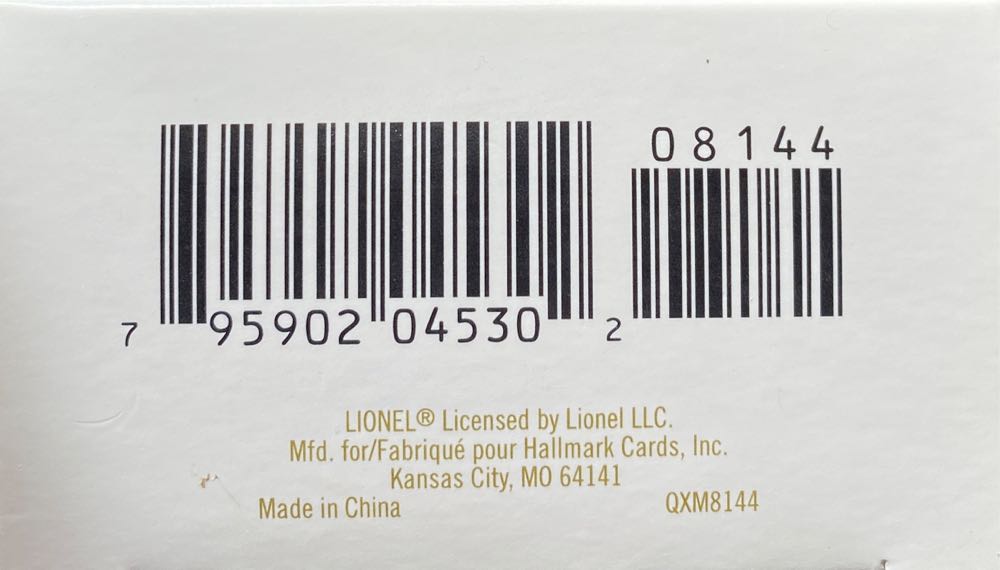 08144
7 95902 04530 2
LIONEL® Licensed by Lionel LLC.
Mfd. for/Fabriqué pour Hallmark Cards, Inc.
Kansas City, MO 64141
Made in China QXM8144